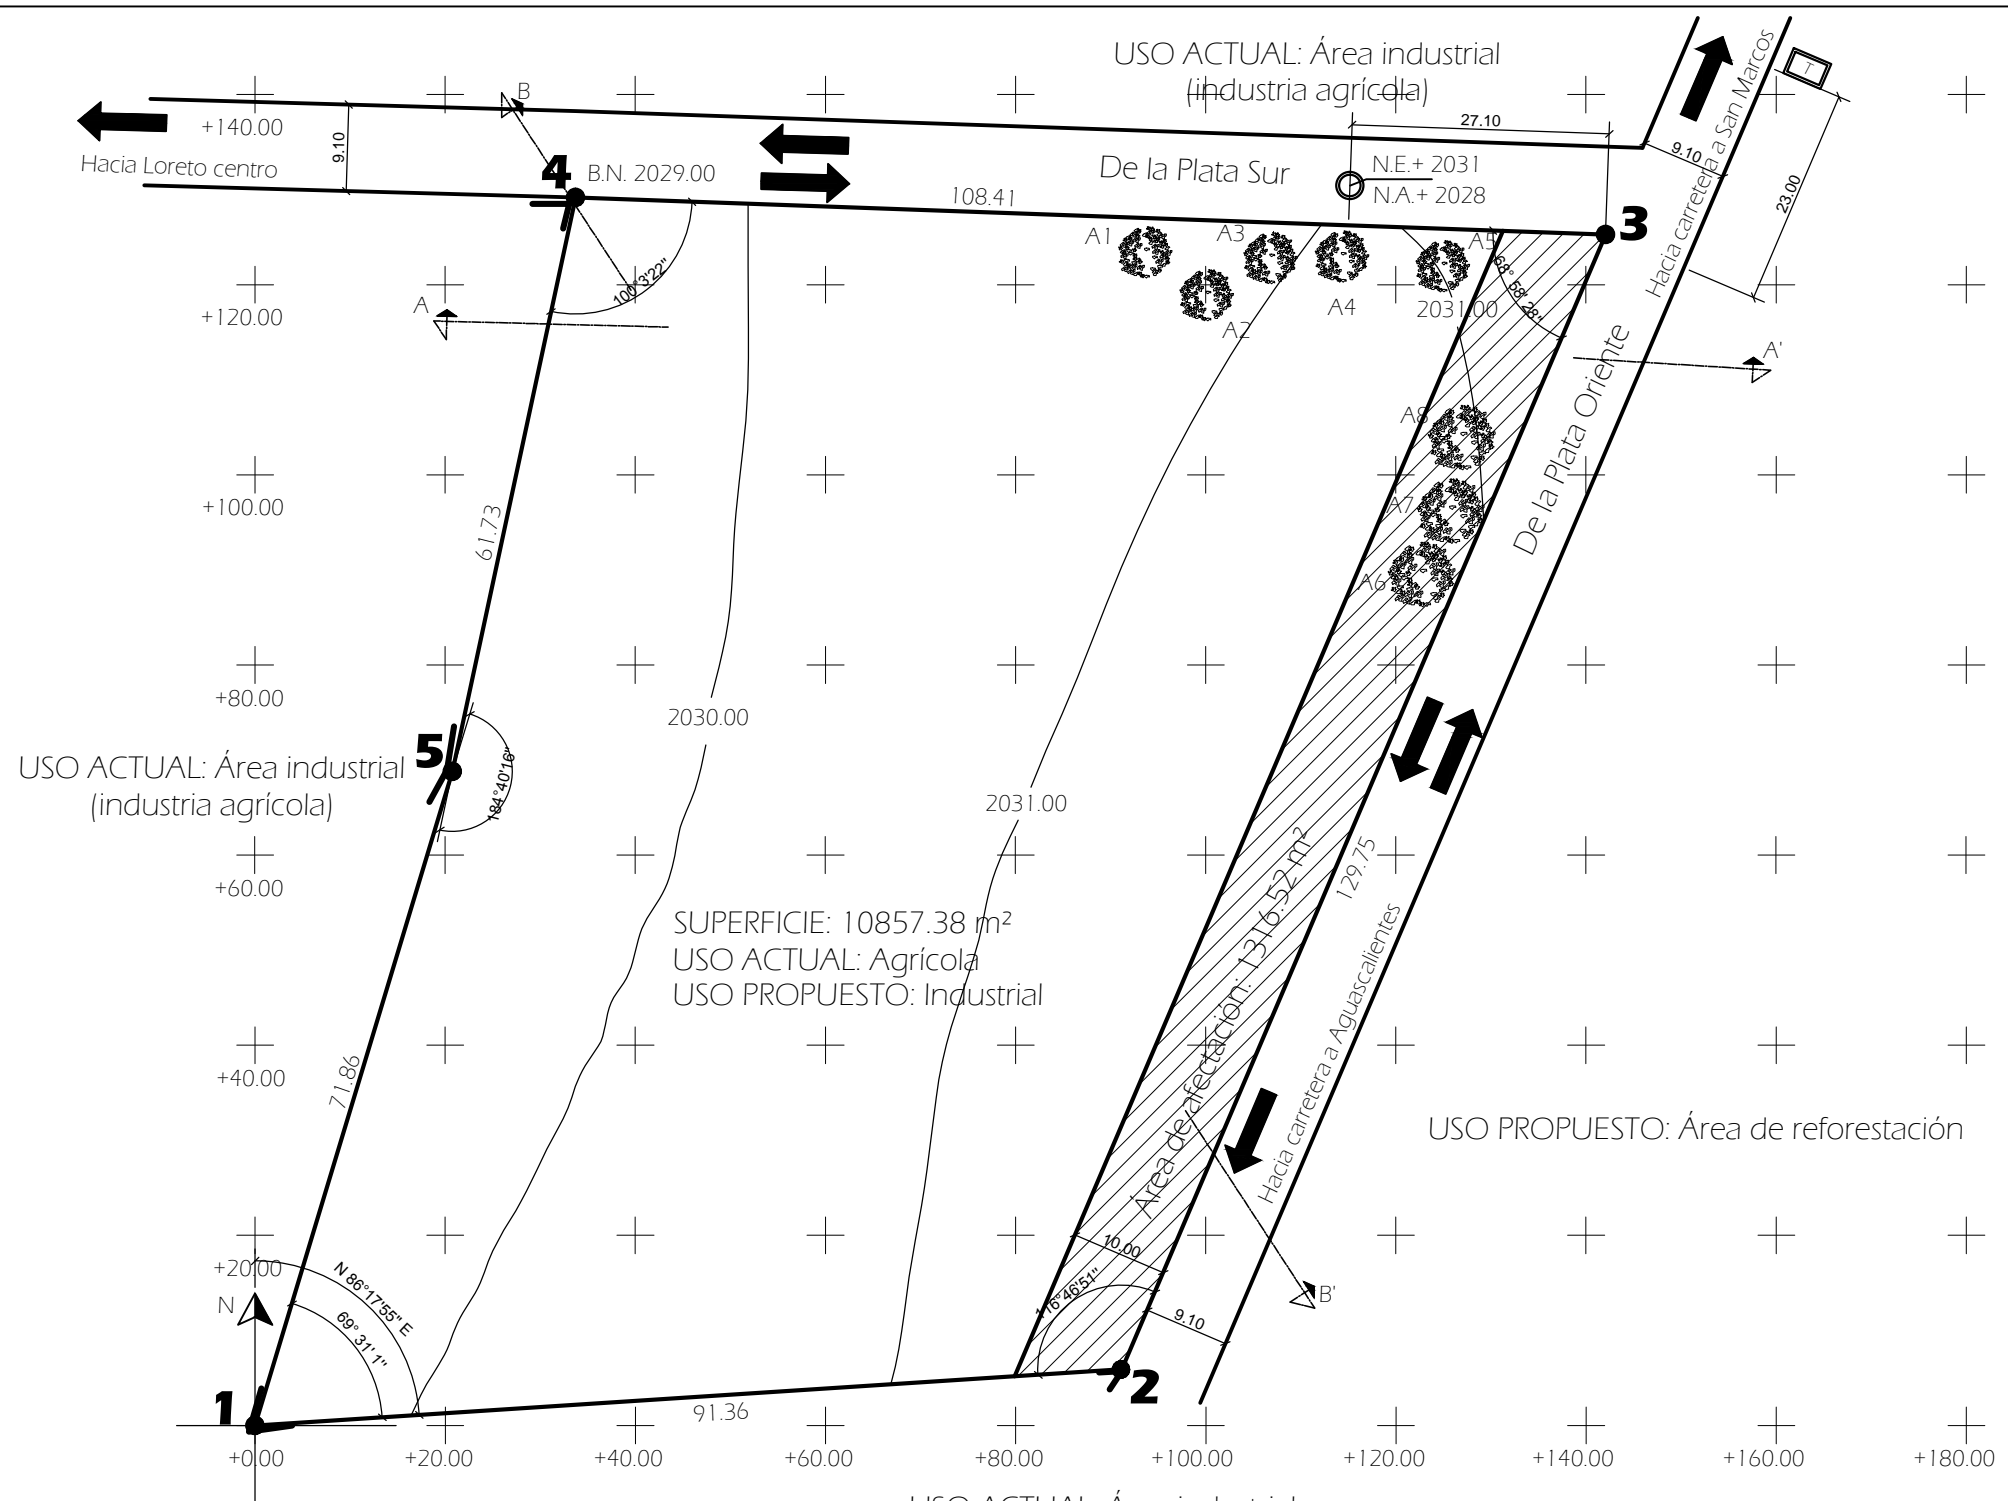 USO ACTUAL: Área industrial
(industria agrícola)
Hacia carretera a San Marcos
T
B
+140.00
9.10
27.10
Hacia Loreto centro
4
B.N. 2029.00
De la Plata Sur
N.E.+ 2031
N.A.+ 2028
9.10
23.00
108.41
3
A1
A3
A5
A2
A4
2031.00
68° 58' 28"
100°3'22"
A
+120.00
A'
De la Plata Oriente
A8
A7
A6
+100.00
61.73
+80.00
2030.00
5
USO ACTUAL: Área industrial
(industria agrícola)
184°40'16"
2031.00
129.75
+60.00
SUPERFICIE: 10857.38 m²
USO ACTUAL: Agrícola
USO PROPUESTO: Industrial
Área de afectación: 1316.52 m²
Hacia carretera a Aguascalientes
+40.00
71.86
USO PROPUESTO: Área de reforestación
+20.00
N 86°17'55" E
69° 31' 1"
N
10.00
116°46'51"
9.10
B'
1
2
91.36
+0.00
+20.00
+40.00
+60.00
+80.00
+100.00
+120.00
+140.00
+160.00
+180.00
USO ACTUAL: Área industrial